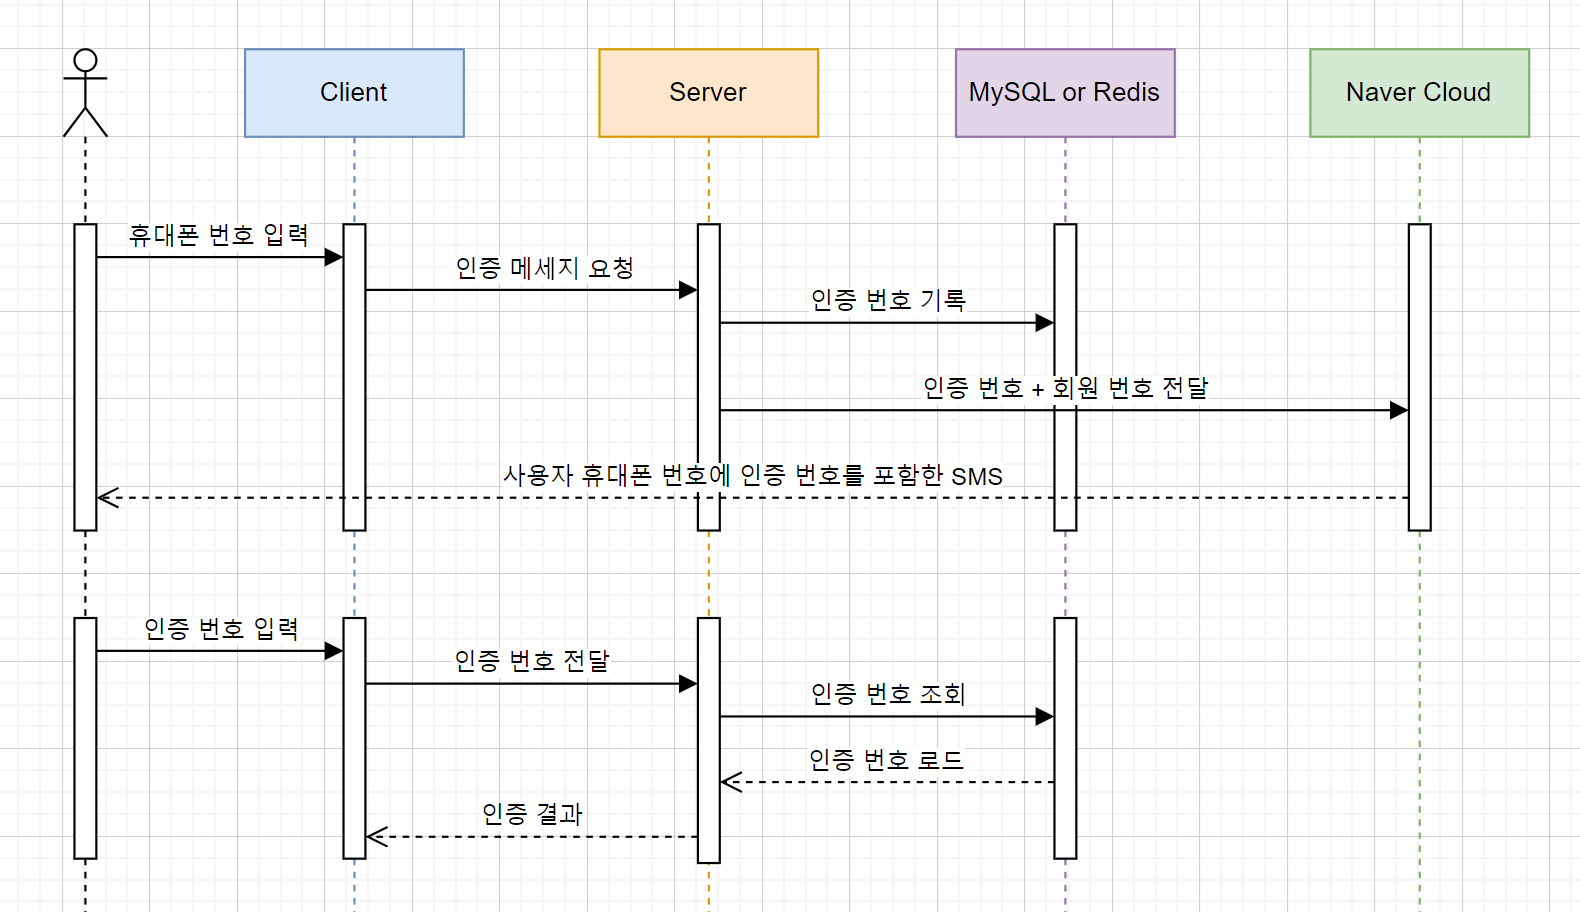 Client
Server
MySQL or Redis
Naver Cloud
휴대폰 번호 입력
인증 메세지 요청
인증 번호 기록
인증 번호 + 회원 번호 전달
사용자 휴대폰 번호에 인증 번호를 포함한 SMS
인증 번호 입력
인증 번호 전달
인증 번호 조회
인증 번호 로드
인증 결과